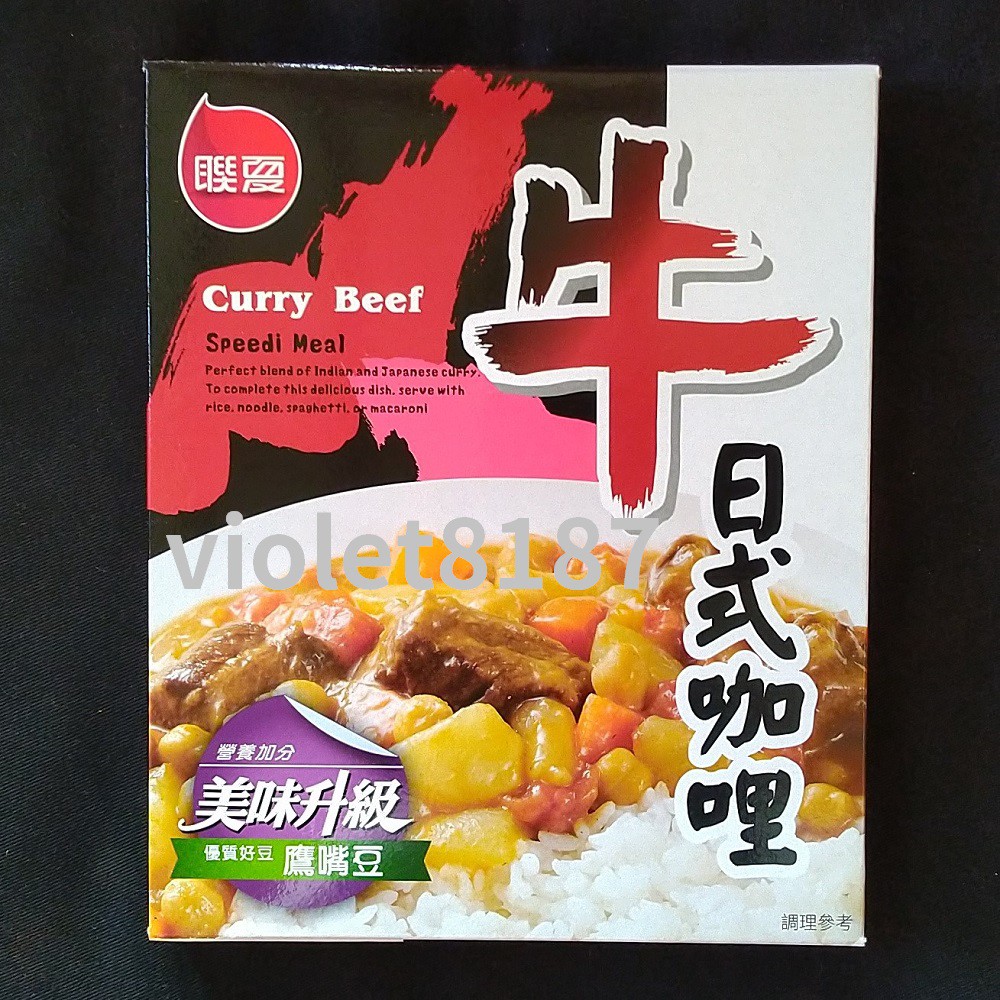 聯夏
牛
日式咖哩
Curry Beef
Speedi Meal
Perfect blend of Indian and Japanese curry.
To complete this delicious dish, serve with
rice, noodle, spaghetti, or macaroni
violet8187
營養加分
美味升級
優質好豆 鷹嘴豆
調理參考